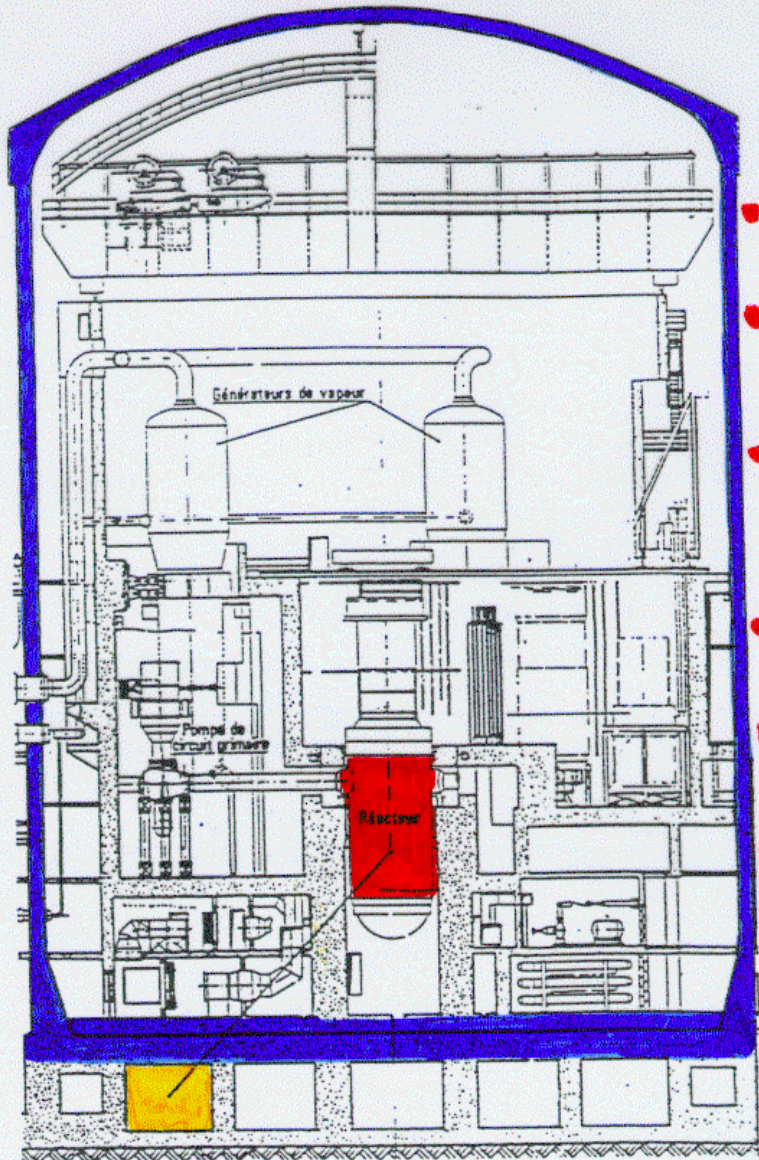 Générateurs de vapeur
Pompe de
circuit primaire
Réacteur